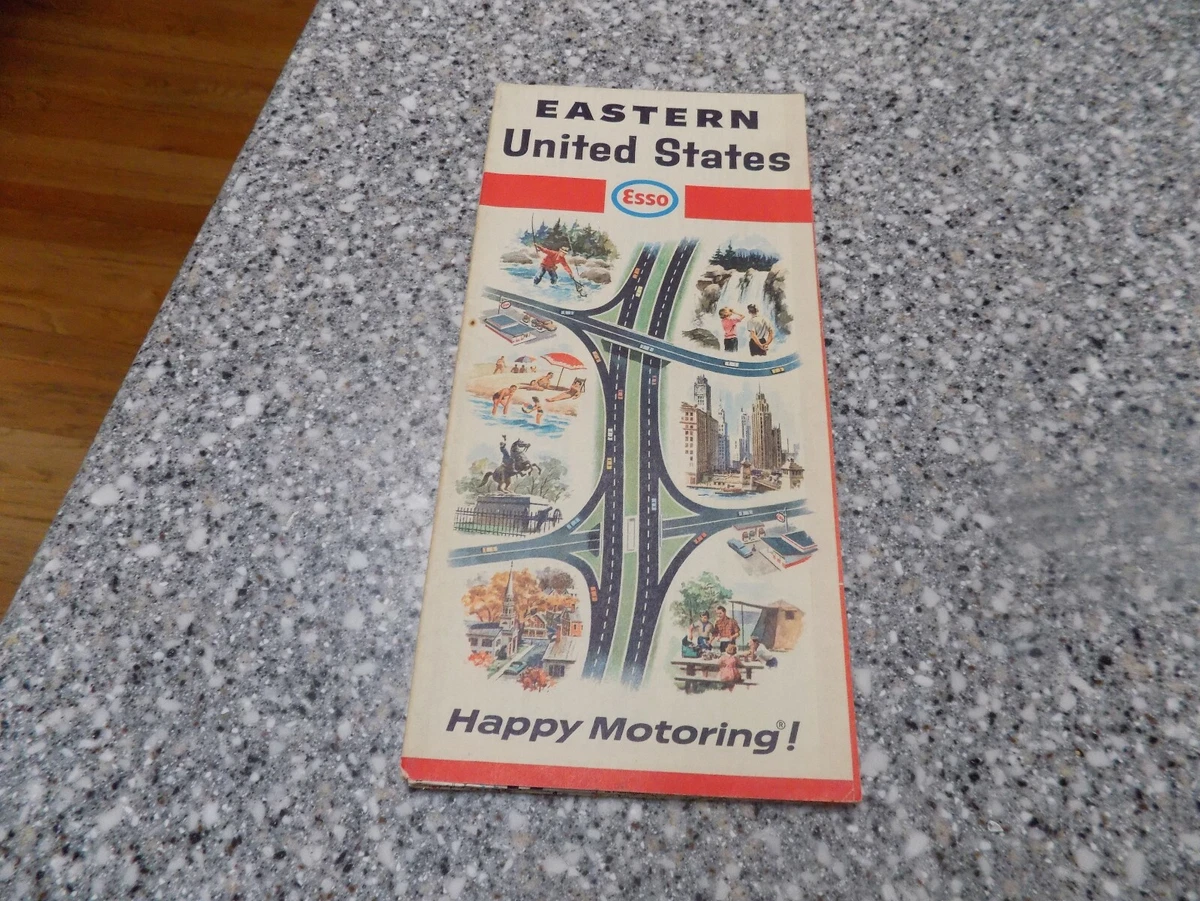 EASTERN
United States
Esso
Happy Motoring®!